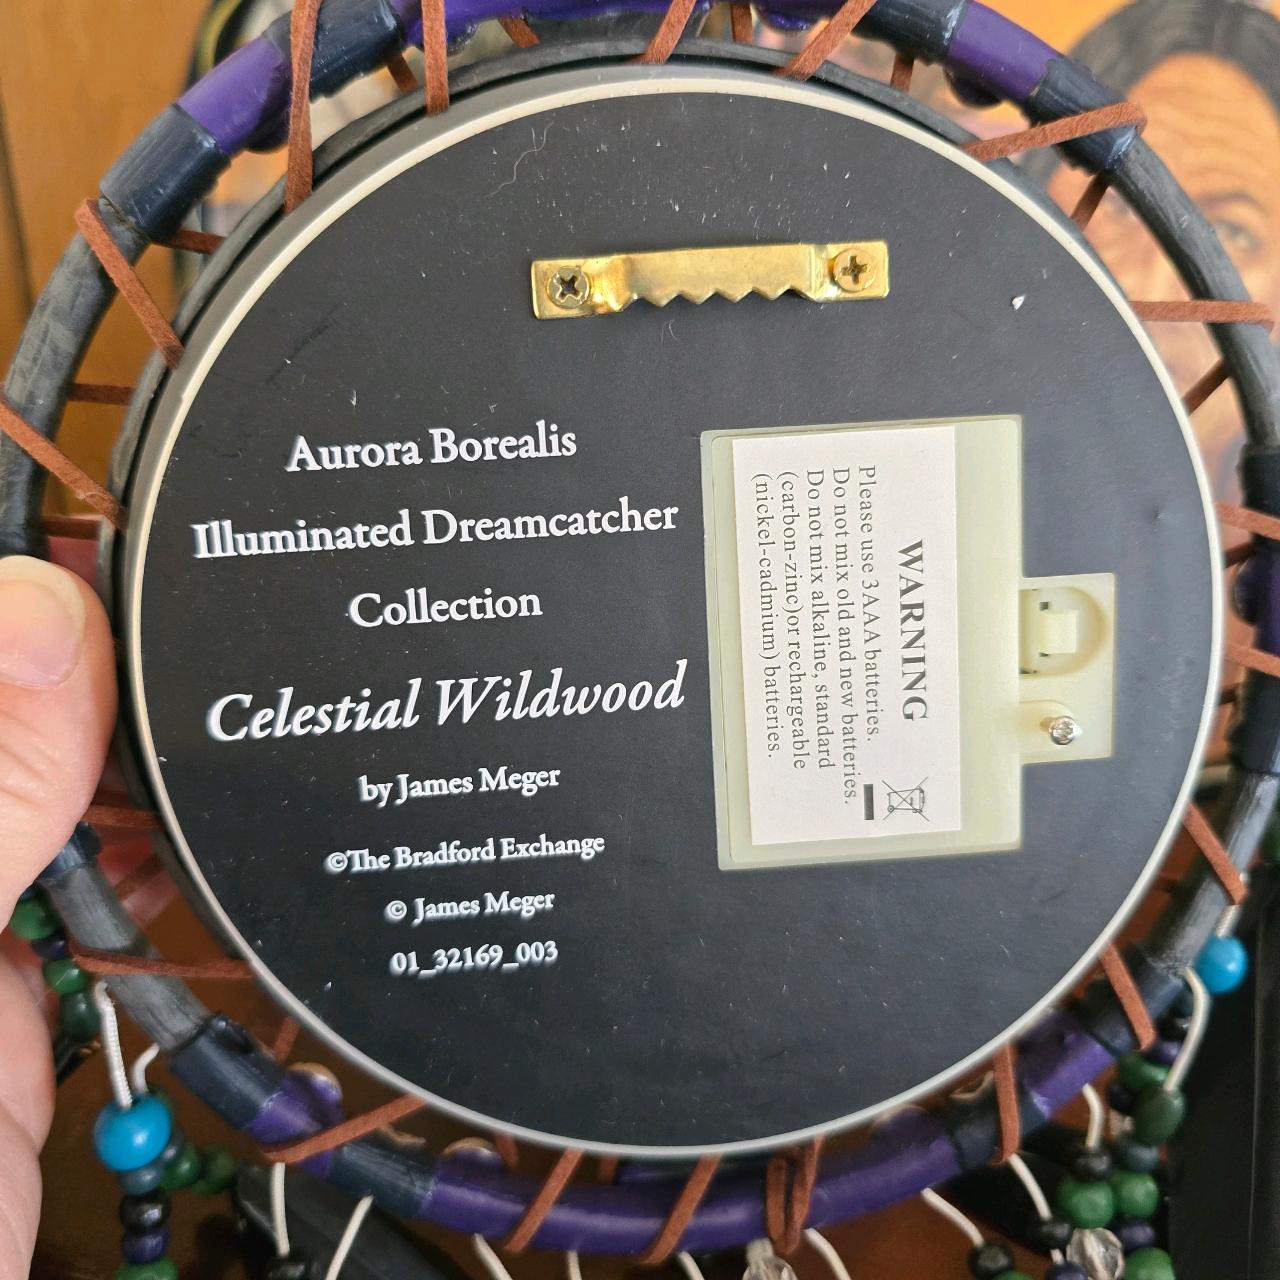 Aurora Borealis
Illuminated Dreamcatcher
Collection
Celestial Wildwood
by James Meger
©The Bradford Exchange
© James Meger
01_32169_003
WARNING
Please use 3 AAA batteries.
Do not mix old and new batteries.
Do not mix alkaline, standard
(carbon-zinc)or rechargeable
(nickel-cadmium) batteries.